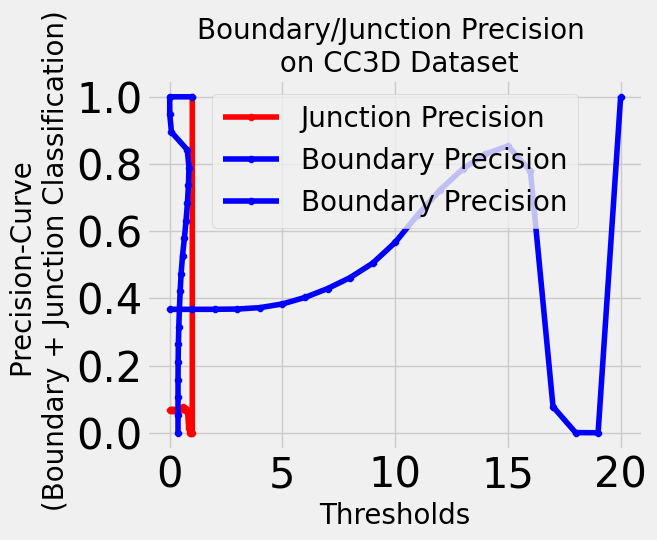 Boundary/Junction Precision
on CC3D Dataset
Precision-Curve
(Boundary + Junction Classification)
1.0
0.8
0.6
0.4
0.2
0.0
Junction Precision
Boundary Precision
Boundary Precision
0 5 10 15 20
Thresholds